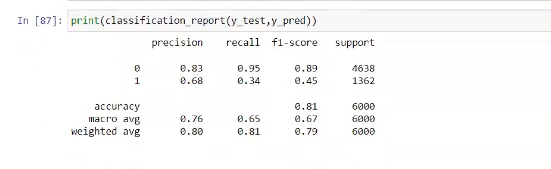 In [87]: print(classification_report(y_test,y_pred))
precision recall f1-score support
0 0.83 0.95 0.89 4638
1 0.68 0.34 0.45 1362
accuracy 0.81 6000
macro avg 0.76 0.65 0.67 6000
weighted avg 0.80 0.81 0.79 6000